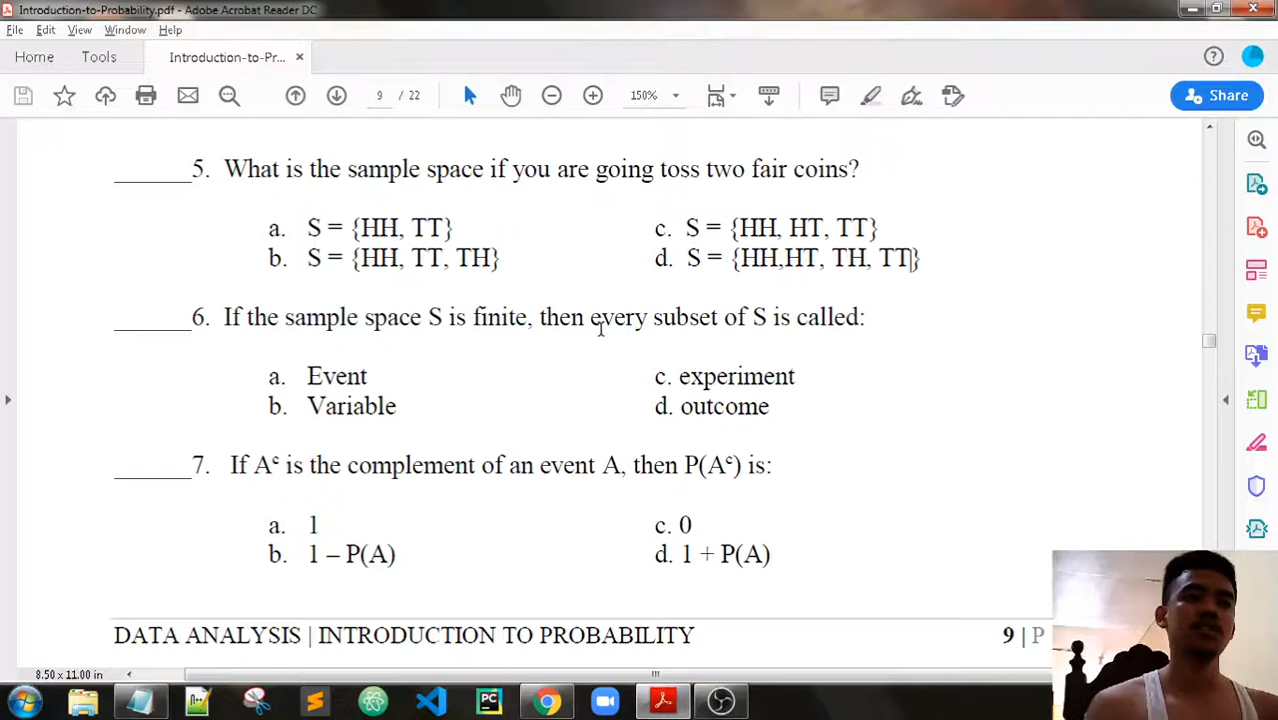 Introduction-to-Probability.pdf - Adobe Acrobat Reader DC
File Edit View Window Help
Home Tools Introduction-to-Pr... ×
9 / 22 150% Share
______5. What is the sample space if you are going toss two fair coins?
a. S = {HH, TT} c. S = {HH, HT, TT}
b. S = {HH, TT, TH} d. S = {HH,HT, TH, TT}
______6. If the sample space S is finite, then every subset of S is called:
a. Event c. experiment
b. Variable d. outcome
______7. If Aᶜ is the complement of an event A, then P(Aᶜ) is:
a. 1 c. 0
b. 1 – P(A) d. 1 + P(A)
DATA ANALYSIS | INTRODUCTION TO PROBABILITY 9 | P
8.50 x 11.00 in
PC